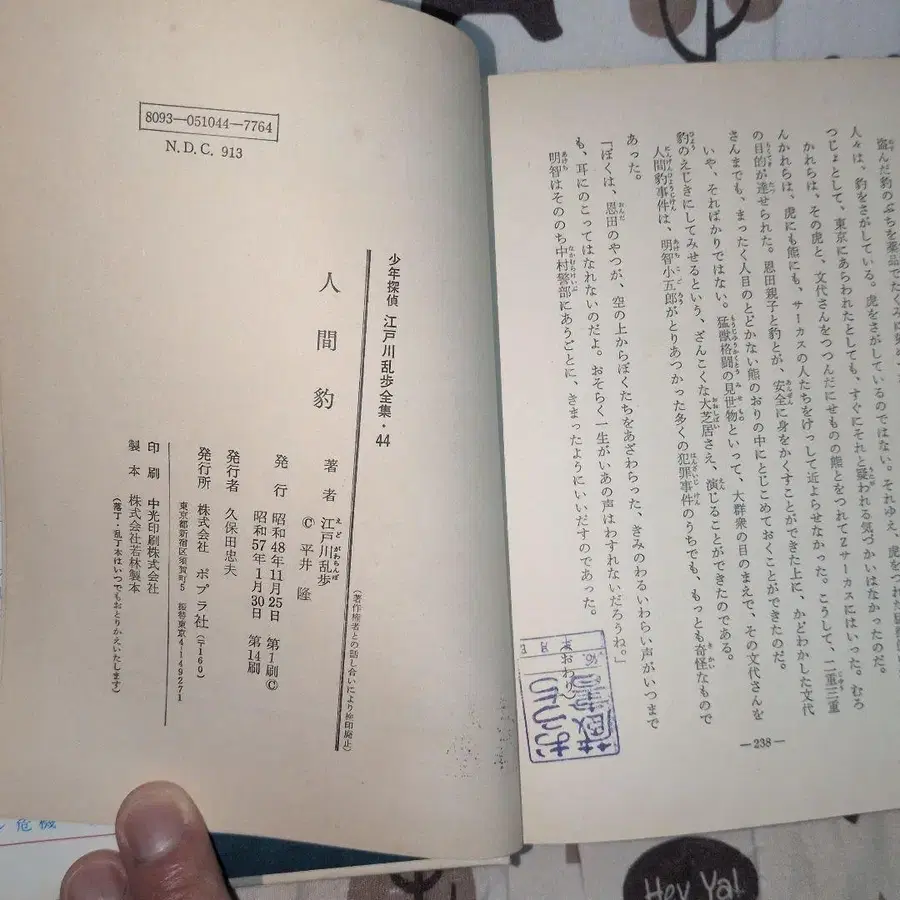 盗んだ豹のぶちを薬品でたくみに
人々は、豹をさがしている。虎をさがしているのではない。それゆえ、虎をつれた
つじょとして、東京にあらわれたとしても、すぐにそれと疑われる気づかいはなかったのだ。
かれらは、その虎と、文代さんをつつんだにせもの熊とをつれてZサーカスにはいった。むろ
んかれらは、虎にも熊にも、サーカスの人たちをけっして近よらせなかった。こうして、二重三重
の目的が達せられた。恩田親子と豹とが、安全に身をかくすことができた上に、かどわかした文代
さんまでも、まったく人目のとどかない熊のおりの中にとじこめておくことができたのだ。
いや、そればかりではない。猛獣格闘の見世物といって、大群衆の目のまえで、その文代さんを
豹のえじきにしてみせるという、ざんこくな大芝居さえ、演じることができたのである。
人間豹事件は、明智小五郎がとりあつかった多くの犯罪事件のうちでも、もっとも奇怪なもので
あった。
「ぼくは、恩田のやつが、空の上からぼくたちをあざわらった、きみのわるいわらい声がいつまで
も、耳にのこってはなれないのだよ。おそらく一生がいあの声はわすれないだろうね。」
明智はそののち中村警部にあうごとに、きまったようにいいだすのであった。
おわり
—238—
8093—051044—7764
N.D.C. 913
少年探偵 江戸川乱歩全集・44
人間豹
(著作権者との話し合いにより検印廃止)
著者 江戸川乱歩
© 平井 隆
発行 昭和48年11月25日 第1刷©
昭和57年1月30日 第14刷
発行者 久保田忠夫
発行所 株式会社 ポプラ社 (〒160)
東京都新宿区須賀町5 振替東京4-149271
印刷 中光印刷株式会社
製本 株式会社若林製本
(落丁・乱丁本はいつでもおとりかえいたします)
危機
Hey Ya!